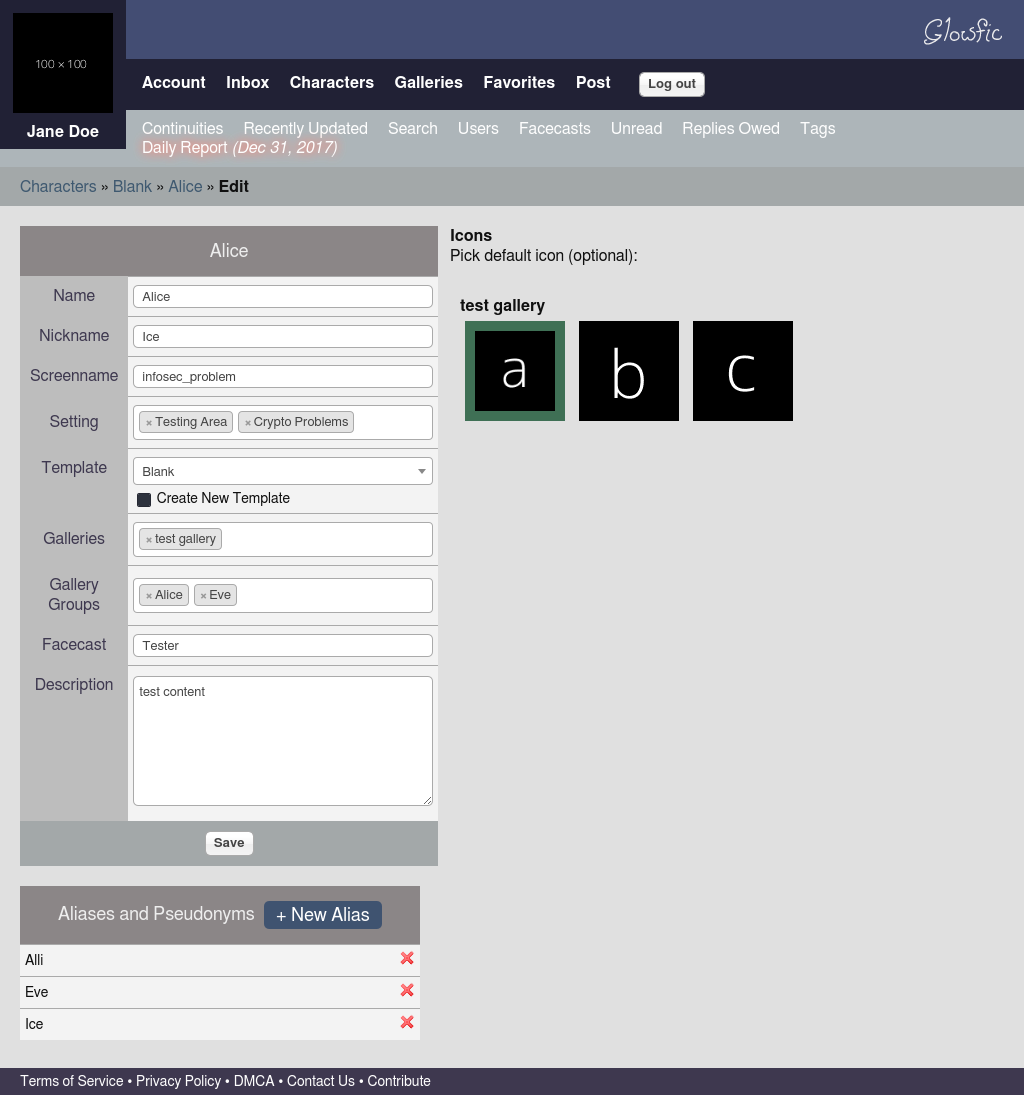 Glowfic
100 × 100
Jane Doe
Account Inbox Characters Galleries Favorites Post Log out
Continuities Recently Updated Search Users Facecasts Unread Replies Owed Tags
Daily Report (Dec 31, 2017)
Characters » Blank » Alice » Edit
Alice
Name Alice
Nickname Ice
Screenname infosec_problem
Setting × Testing Area × Crypto Problems
Template Blank
Create New Template
Galleries × test gallery
Gallery
Groups
× Alice × Eve
Facecast Tester
Description test content
Save
Icons
Pick default icon (optional):
test gallery
a b c
Aliases and Pseudonyms + New Alias
Alli
Eve
Ice
Terms of Service • Privacy Policy • DMCA • Contact Us • Contribute